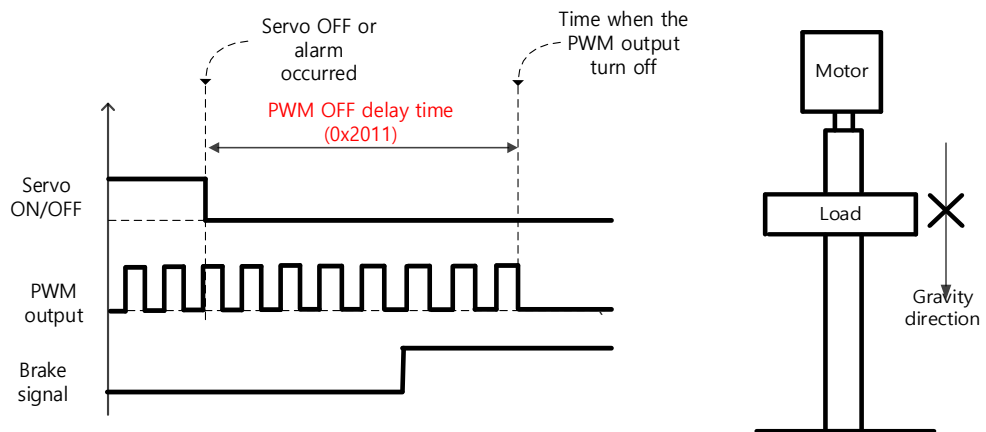 Servo OFF or
alarm
occurred
Time when the
PWM output
turn off
PWM OFF delay time
(0x2011)
Servo
ON/OFF
PWM
output
Brake
signal
Motor
Load
Gravity
direction